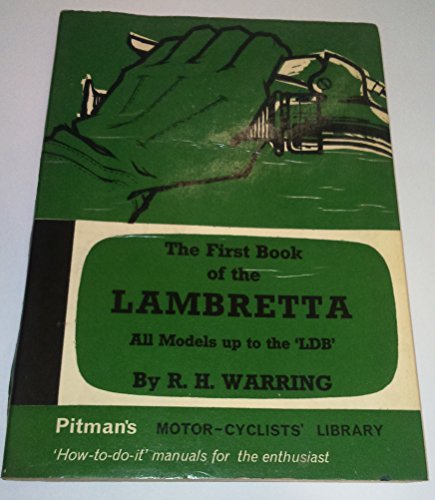 The First Book
of the
LAMBRETTA
All Models up to the 'LDB'
By R. H. WARRING
Pitman's MOTOR~CYCLISTS' LIBRARY
'How-to-do-it' manuals for the enthusiast